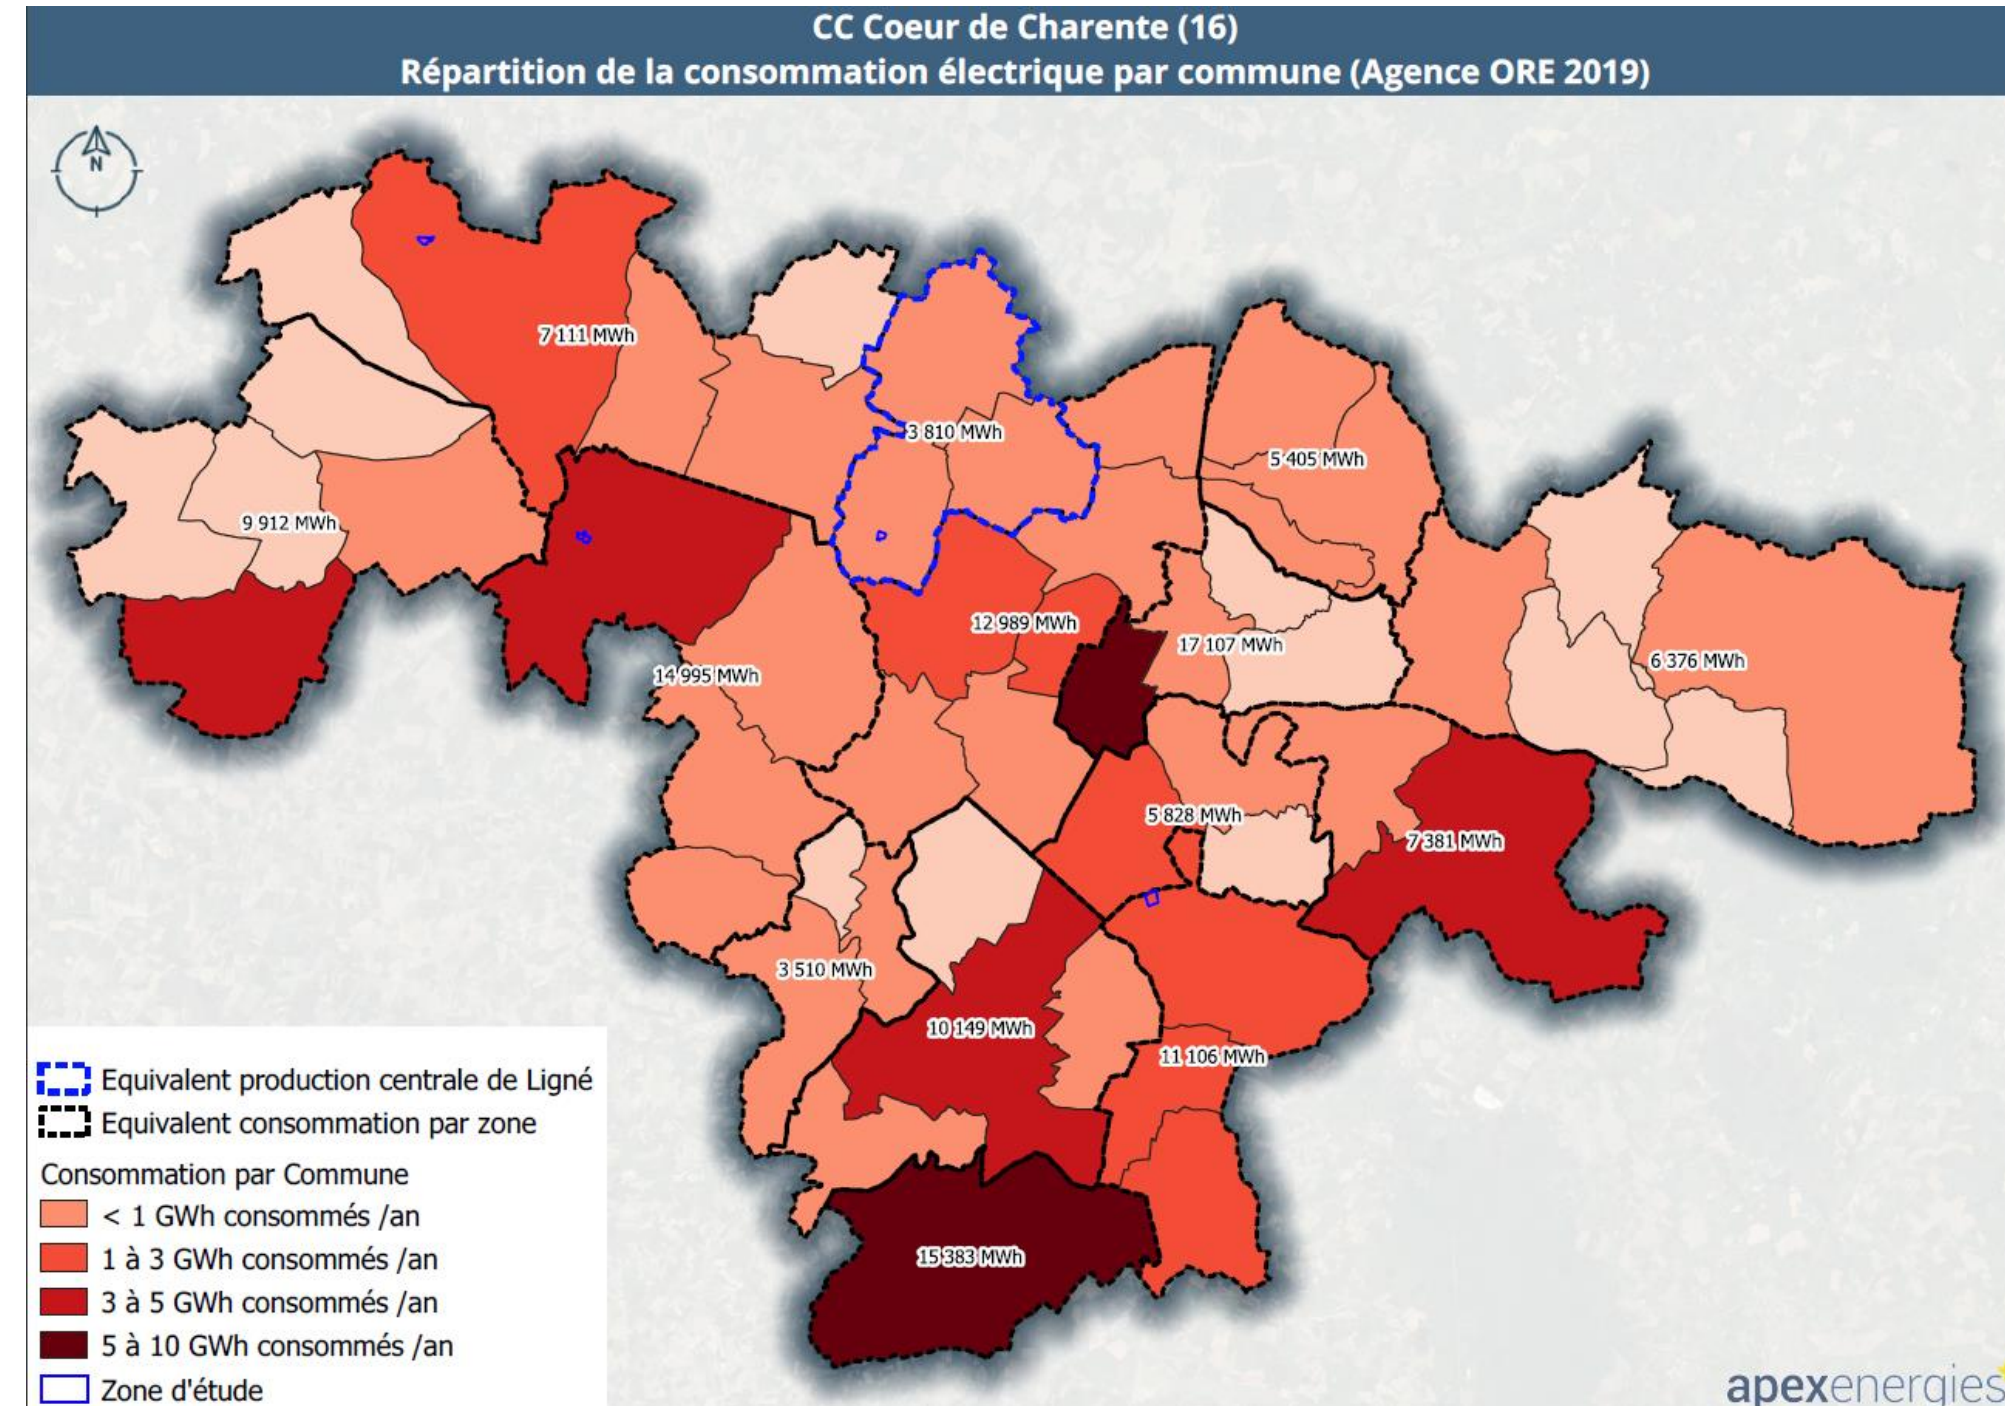 CC Coeur de Charente (16)
Répartition de la consommation électrique par commune (Agence ORE 2019)
N
7 111 MWh
3 810 MWh
5 405 MWh
9 912 MWh
12 989 MWh
17 107 MWh
6 376 MWh
14 995 MWh
5 828 MWh
7 381 MWh
3 510 MWh
10 149 MWh
11 106 MWh
15 383 MWh
Equivalent production centrale de Ligné
Equivalent consommation par zone
Consommation par Commune
< 1 GWh consommés /an
1 à 3 GWh consommés /an
3 à 5 GWh consommés /an
5 à 10 GWh consommés /an
Zone d'étude
apexenergies